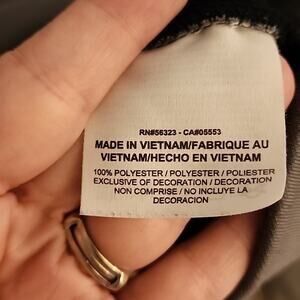 RN#56323 - CA#05553
MADE IN VIETNAM/FABRIQUE AU
VIETNAM/HECHO EN VIETNAM
100% POLYESTER / POLYESTER / POLIESTER
EXCLUSIVE OF DECORATION / DECORATION
NON COMPRISE / NO INCLUYE LA
DECORACION